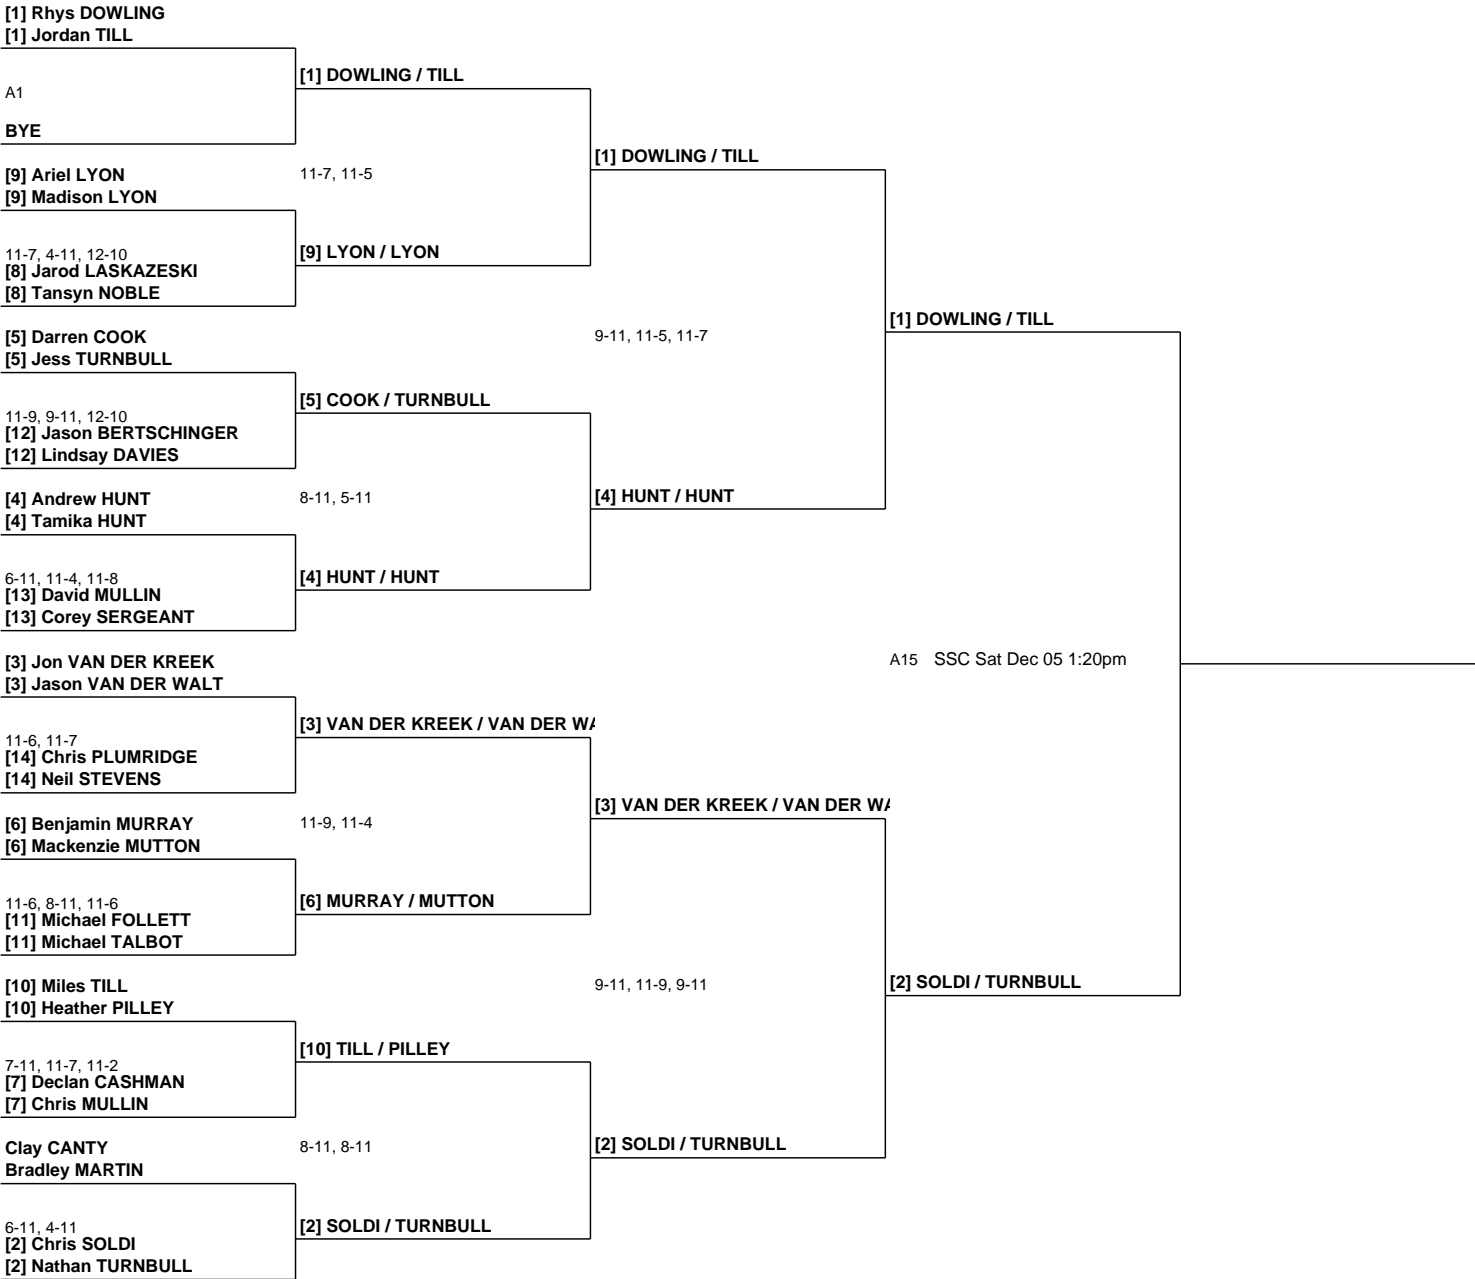 [1] Rhys DOWLING
[1] Jordan TILL
[1] DOWLING / TILL
A1
BYE
[1] DOWLING / TILL
[9] Ariel LYON
11-7, 11-5
[9] Madison LYON
[9] LYON / LYON
11-7, 4-11, 12-10
[8] Jarod LASKAZESKI
[8] Tansyn NOBLE
[1] DOWLING / TILL
[5] Darren COOK
9-11, 11-5, 11-7
[5] Jess TURNBULL
[5] COOK / TURNBULL
11-9, 9-11, 12-10
[12] Jason BERTSCHINGER
[12] Lindsay DAVIES
[4] Andrew HUNT
8-11, 5-11
[4] HUNT / HUNT
[4] Tamika HUNT
[4] HUNT / HUNT
6-11, 11-4, 11-8
[13] David MULLIN
[13] Corey SERGEANT
[3] Jon VAN DER KREEK
A15 SSC Sat Dec 05 1:20pm
[3] Jason VAN DER WALT
[3] VAN DER KREEK / VAN DER WA
11-6, 11-7
[14] Chris PLUMRIDGE
[14] Neil STEVENS
[3] VAN DER KREEK / VAN DER WA
[6] Benjamin MURRAY
11-9, 11-4
[6] Mackenzie MUTTON
[6] MURRAY / MUTTON
11-6, 8-11, 11-6
[11] Michael FOLLETT
[11] Michael TALBOT
[2] SOLDI / TURNBULL
[10] Miles TILL
9-11, 11-9, 9-11
[10] Heather PILLEY
[10] TILL / PILLEY
7-11, 11-7, 11-2
[7] Declan CASHMAN
[7] Chris MULLIN
[2] SOLDI / TURNBULL
Clay CANTY
8-11, 8-11
Bradley MARTIN
[2] SOLDI / TURNBULL
6-11, 4-11
[2] Chris SOLDI
[2] Nathan TURNBULL